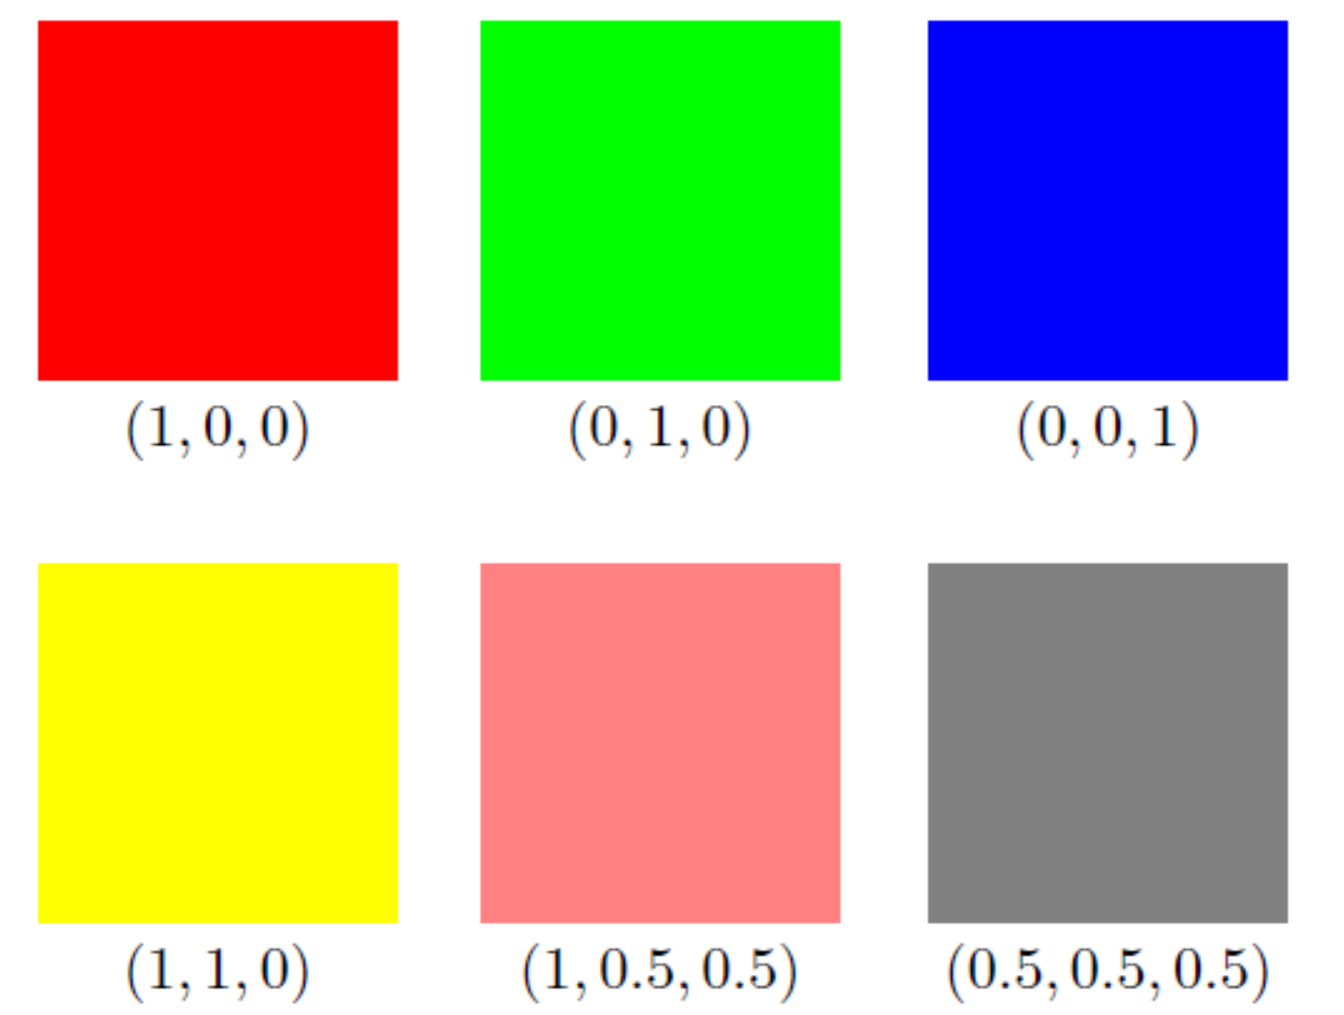 (1, 0, 0) (0, 1, 0) (0, 0, 1)
(1, 1, 0) (1, 0.5, 0.5) (0.5, 0.5, 0.5)